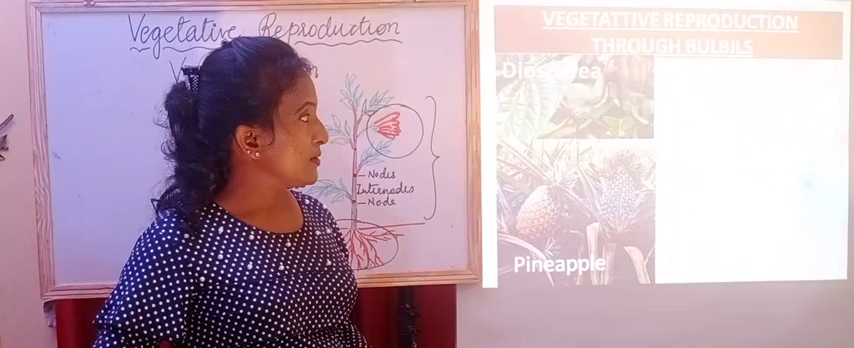 Vegetative Reproduction
Nodes
Internodes
Node
VEGETATTIVE REPRODUCTION
THROUGH BULBILS
Pineapple